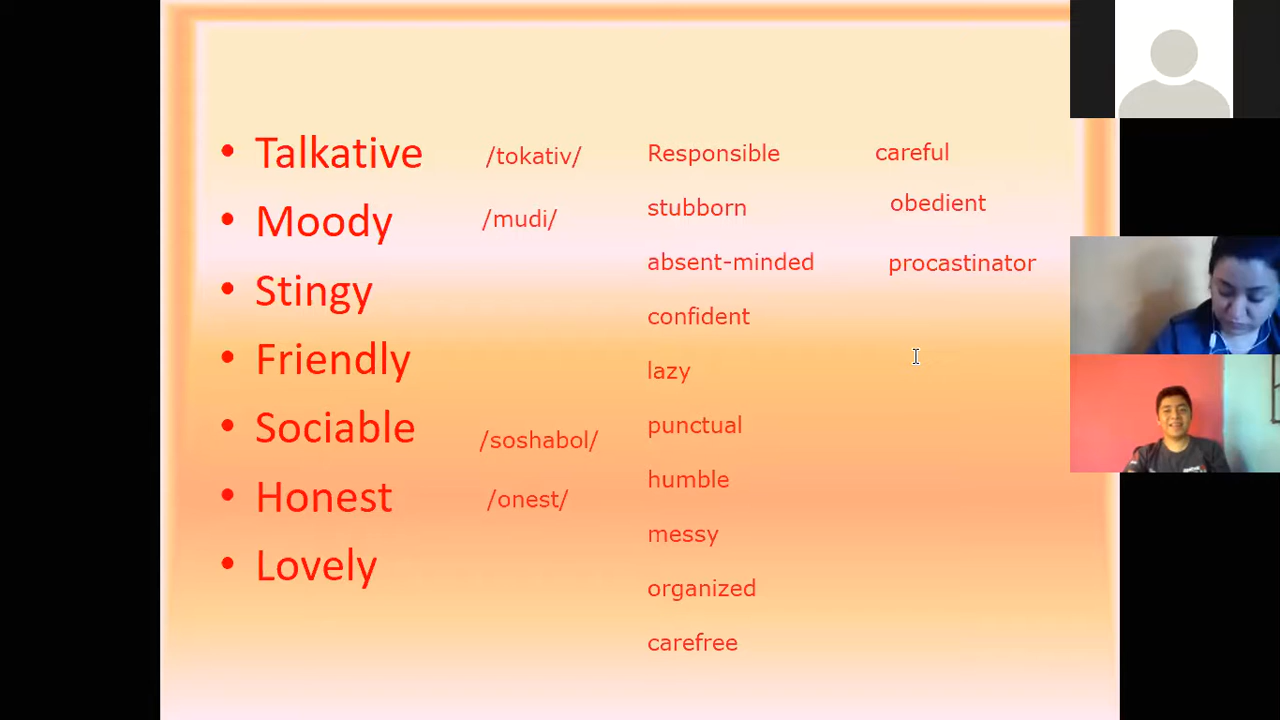 • Talkative
• Moody
• Stingy
• Friendly
• Sociable
• Honest
• Lovely
/tokativ/
/mudi/
/soshabol/
/onest/
Responsible
stubborn
absent-minded
confident
lazy
punctual
humble
messy
organized
carefree
careful
obedient
procastinator